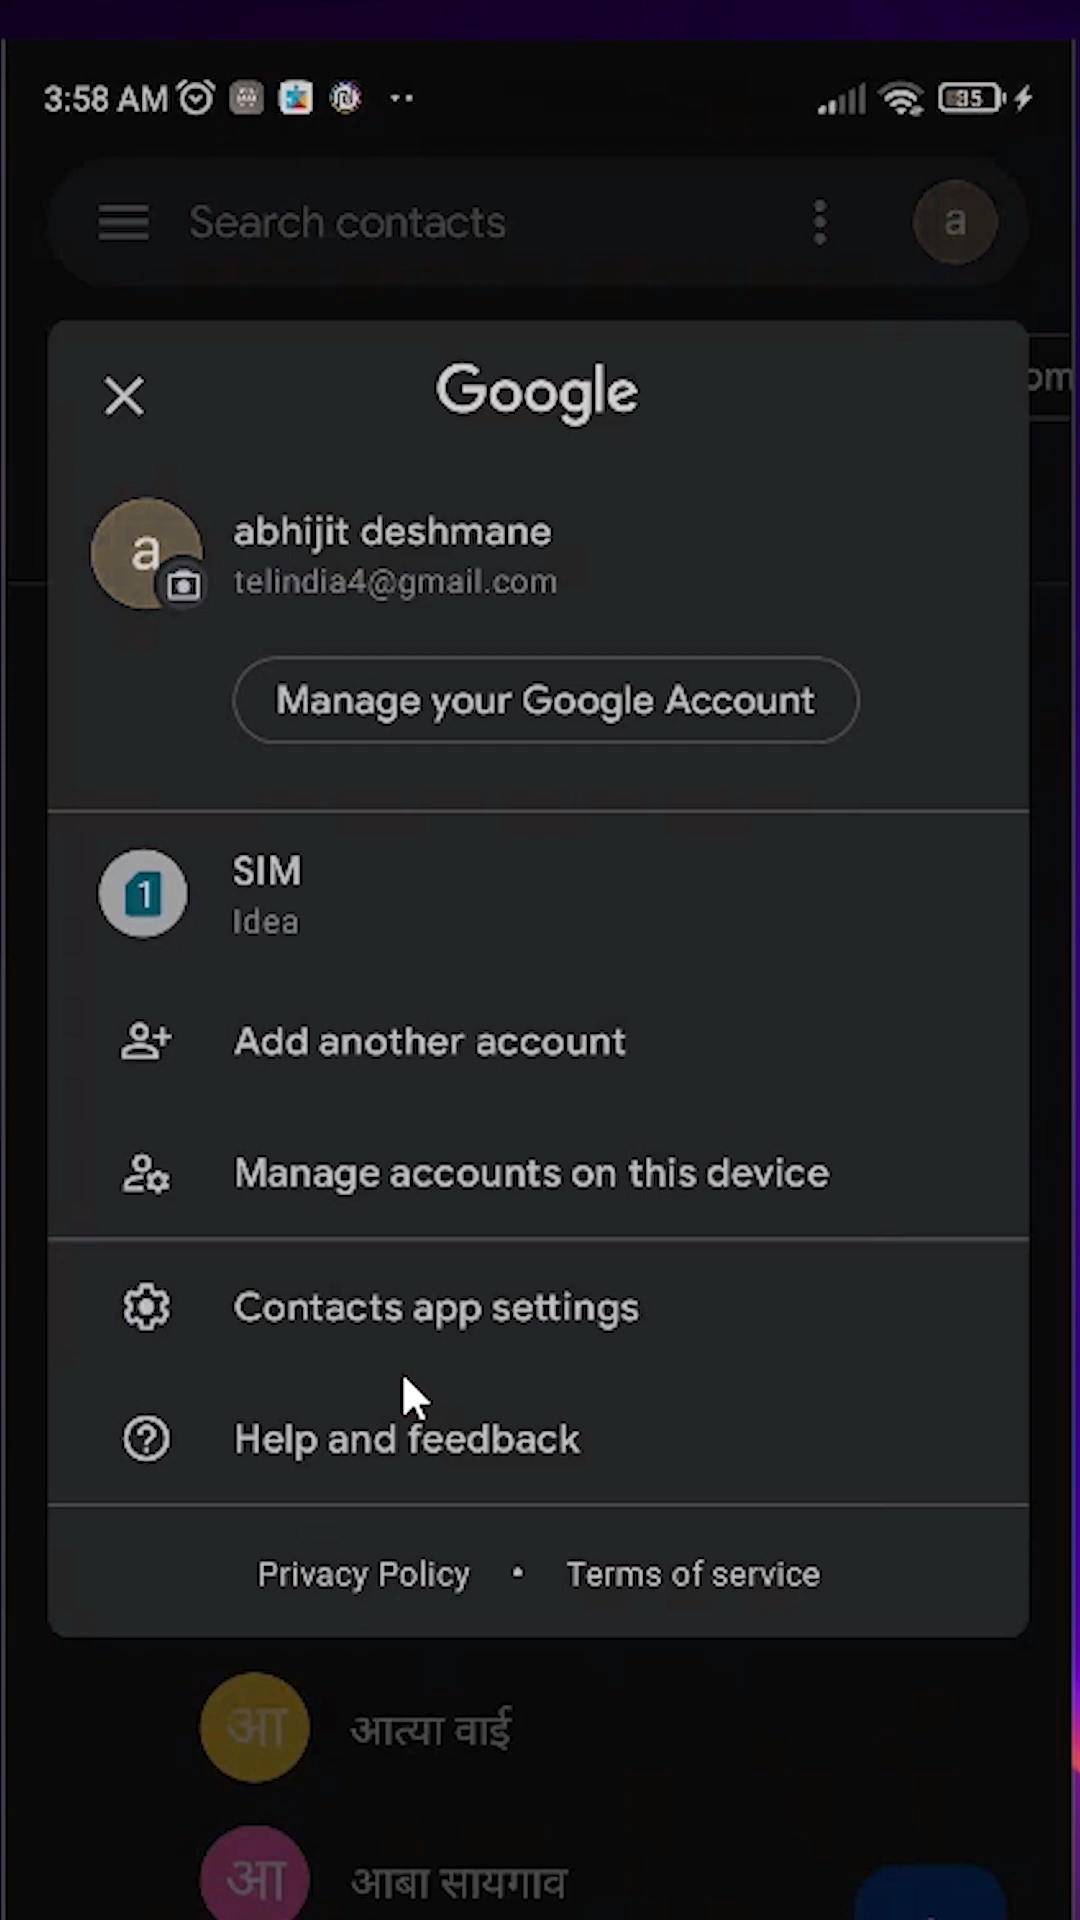 3:58 AM
35
Search contacts
a
Google
a
abhijit deshmane
telindia4@gmail.com
Manage your Google Account
1
SIM
Idea
Add another account
Manage accounts on this device
Contacts app settings
Help and feedback
Privacy Policy • Terms of service
आ
आत्या वाई
आ
आबा सायगाव